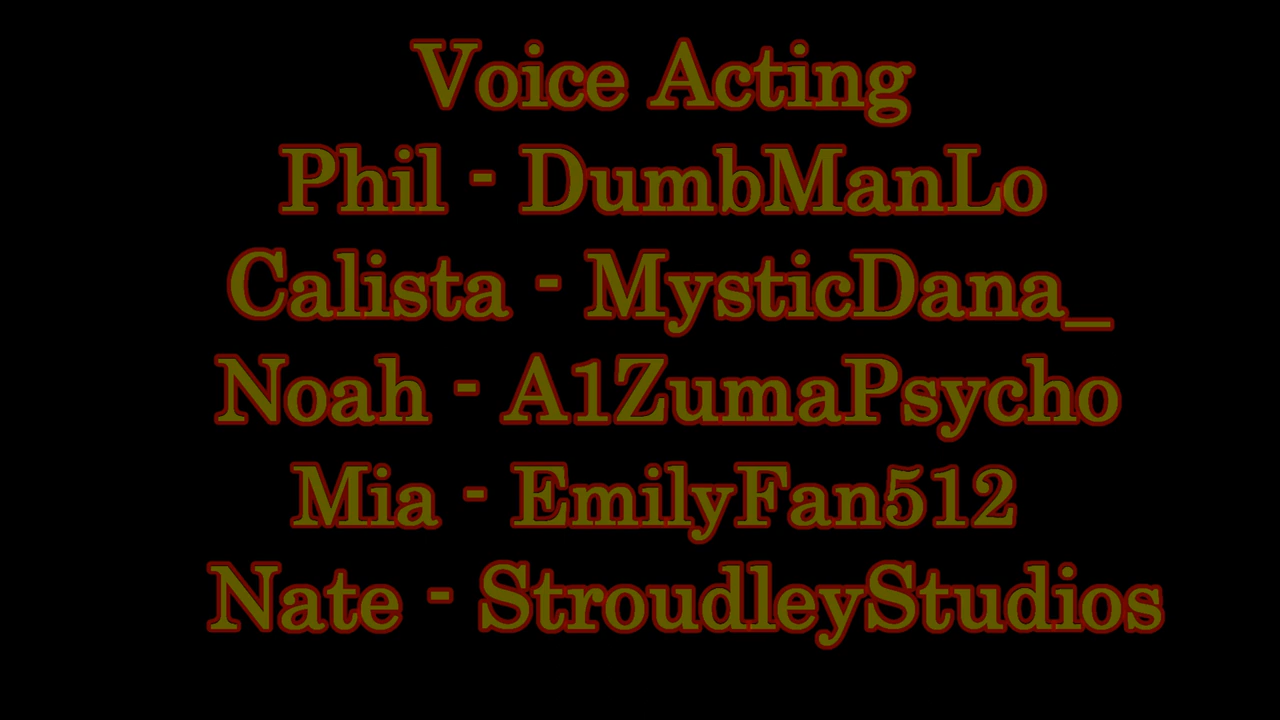 Voice Acting
Phil - DumbManLo
Calista - MysticDana_
Noah - A1ZumaPsycho
Mia - EmilyFan512
Nate - StroudleyStudios